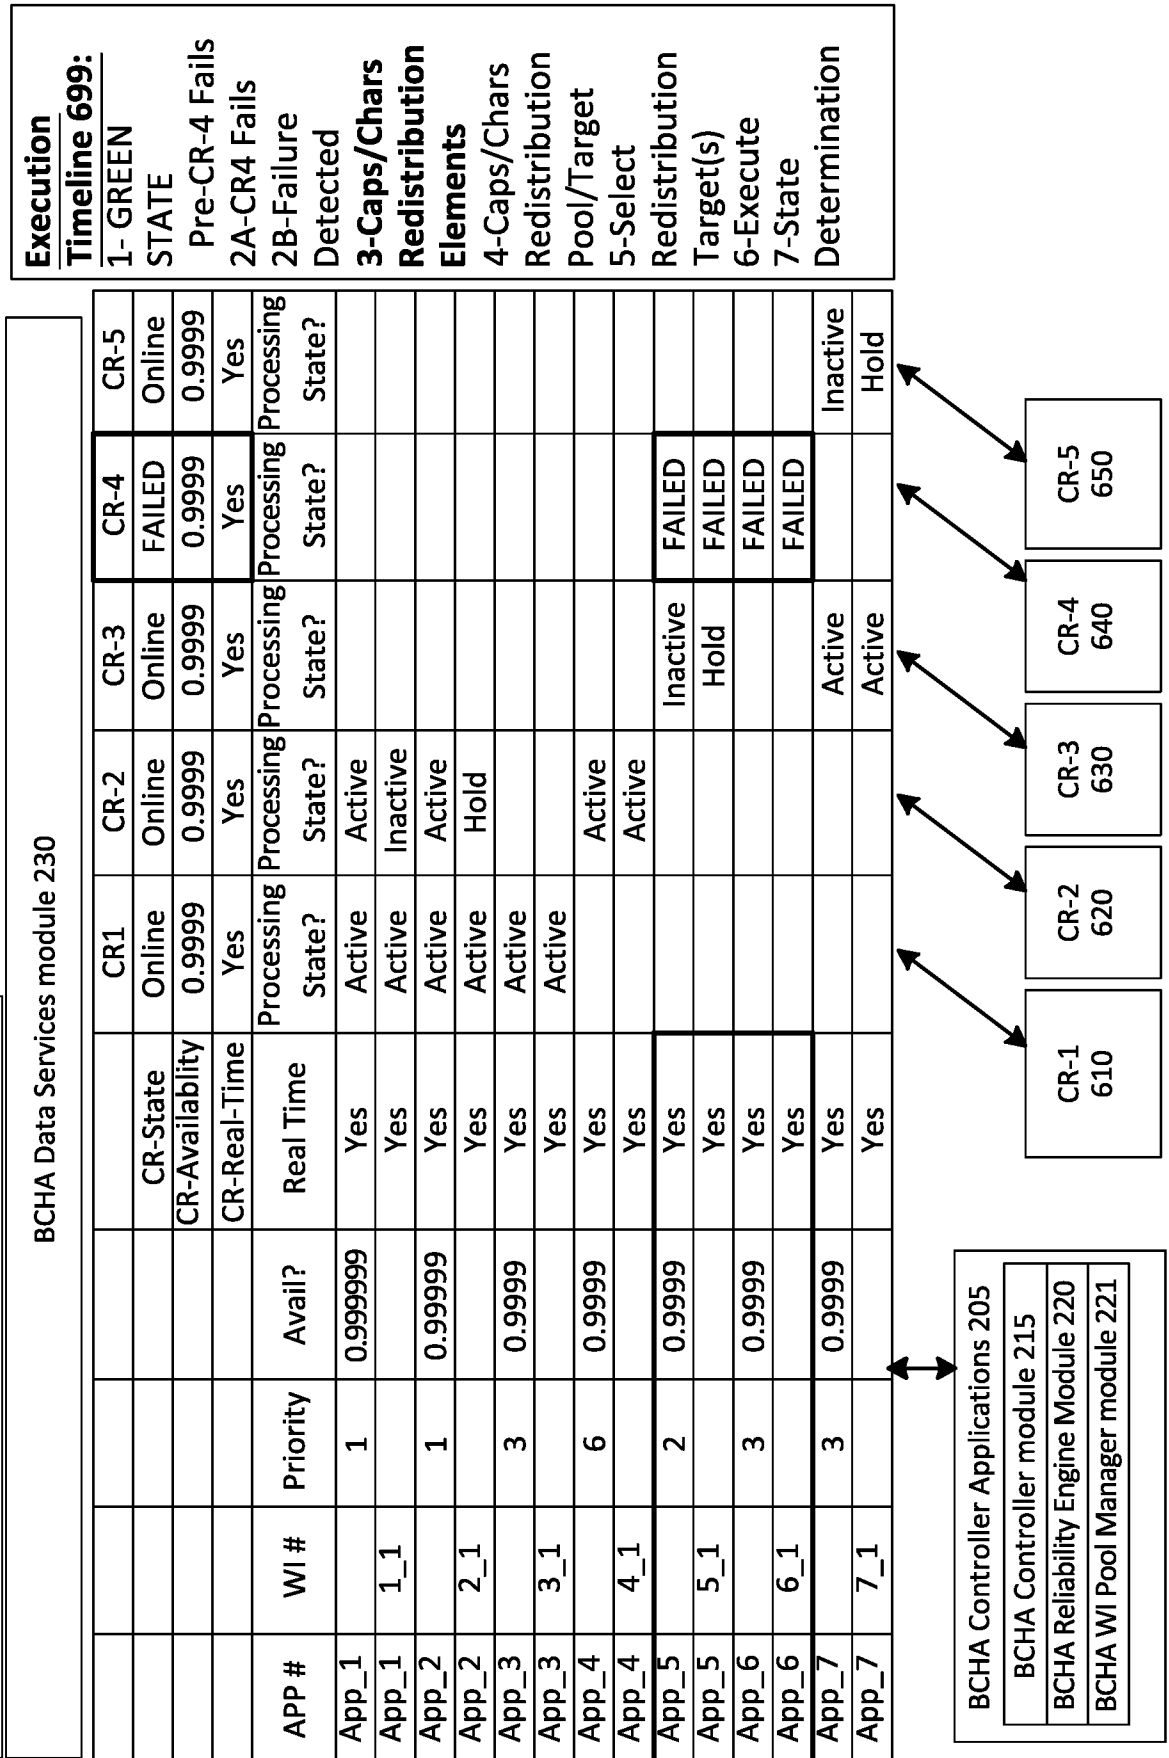 BCHA Data Services module 230
CR1 CR-2 CR-3 CR-4 CR-5
CR-State Online Online Online FAILED Online
CR-Availablity 0.9999 0.9999 0.9999 0.9999 0.9999
CR-Real-Time Yes Yes Yes Yes Yes
APP # WI # Priority Avail? Real Time Processing State? Processing State? Processing State? Processing State? Processing State?
App_1 1 0.999999 Yes Active Active
App_1 1_1 Yes Active Inactive
App_2 1 0.99999 Yes Active Active
App_2 2_1 Yes Active Hold
App_3 3 0.9999 Yes Active
App_3 3_1 Yes Active
App_4 6 0.9999 Yes Active
App_4 4_1 Yes Active
App_5 2 0.9999 Yes Inactive FAILED
App_5 5_1 Yes Hold FAILED
App_6 3 0.9999 Yes FAILED
App_6 6_1 Yes FAILED
App_7 3 0.9999 Yes Active Inactive
App_7 7_1 Yes Active Hold
Execution
Timeline 699:
1- GREEN
STATE
Pre-CR-4 Fails
2A-CR4 Fails
2B-Failure
Detected
3-Caps/Chars
Redistribution
Elements
4-Caps/Chars
Redistribution
Pool/Target
5-Select
Redistribution
Target(s)
6-Execute
7-State
Determination
BCHA Controller Applications 205
BCHA Controller module 215
BCHA Reliability Engine Module 220
BCHA WI Pool Manager module 221
CR-1
610
CR-2
620
CR-3
630
CR-4
640
CR-5
650